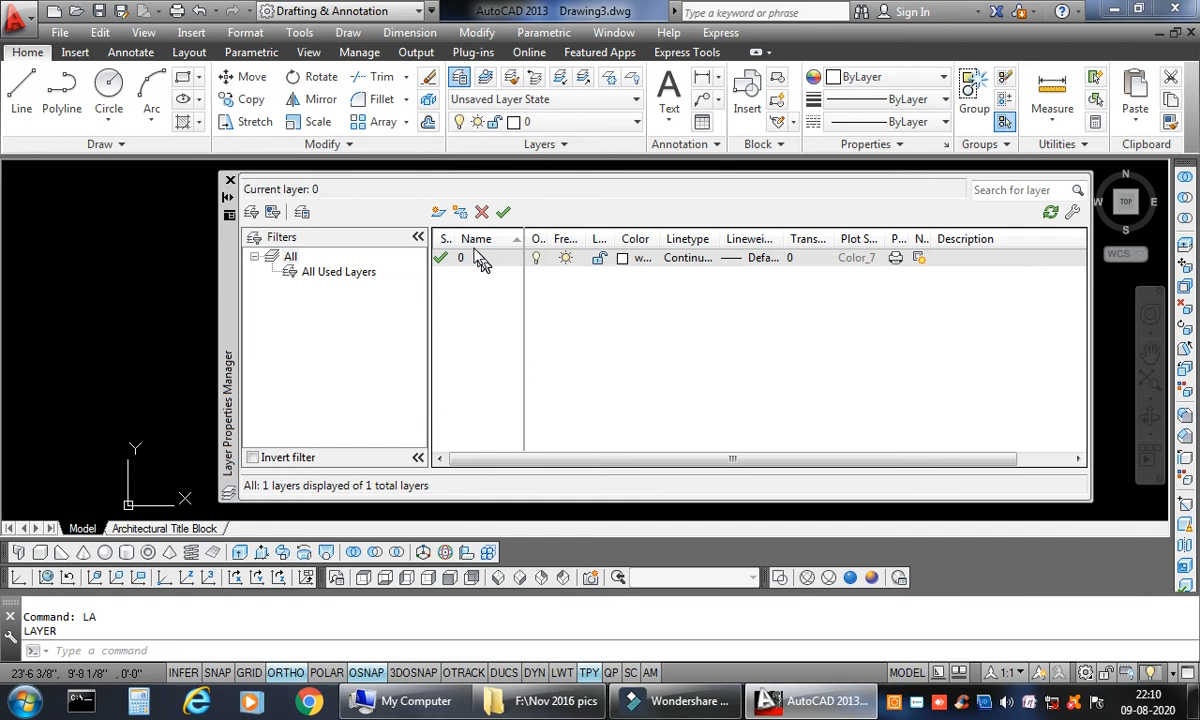 Drafting & Annotation
AutoCAD 2013 Drawing3.dwg
Type a keyword or phrase
Sign In
File Edit View Insert Format Tools Draw Dimension Modify Parametric Window Help Express
Home Insert Annotate Layout Parametric View Manage Output Plug-ins Online Featured Apps Express Tools
Line Polyline Circle Arc
Move Rotate Trim
Copy Mirror Fillet
Stretch Scale Array
Unsaved Layer State
0
Text
Insert
ByLayer
ByLayer
ByLayer
Group
Measure
Paste
Draw Modify Layers Annotation Block Properties Groups Utilities Clipboard
Current layer: 0
Search for layer
Filters
All
All Used Layers
Invert filter
S.. Name O.. Fre... L... Color Linetype Linewei... Trans... Plot S... P... N.. Description
0 w... Continu... Defa... 0 Color_7
All: 1 layers displayed of 1 total layers
Layer Properties Manager
N
W TOP E
S
WCS
Y
X
Model Architectural Title Block
Command: LA
LAYER
Type a command
23'-6 3/8", 9'-8 1/8" , 0'-0"
INFER SNAP GRID ORTHO POLAR OSNAP 3DOSNAP OTRACK DUCS DYN LWT TPY QP SC AM
MODEL
1:1
My Computer
F:\Nov 2016 pics
Wondershare ...
AutoCAD 2013...
22:10
09-08-2020